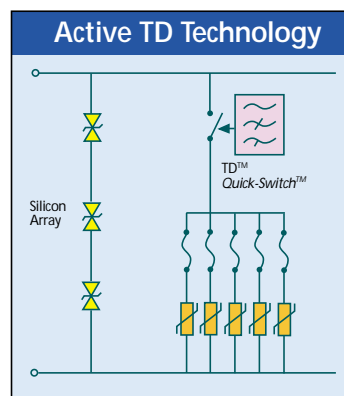 Active TD Technology
TD™
Quick-Switch™
Silicon
Array